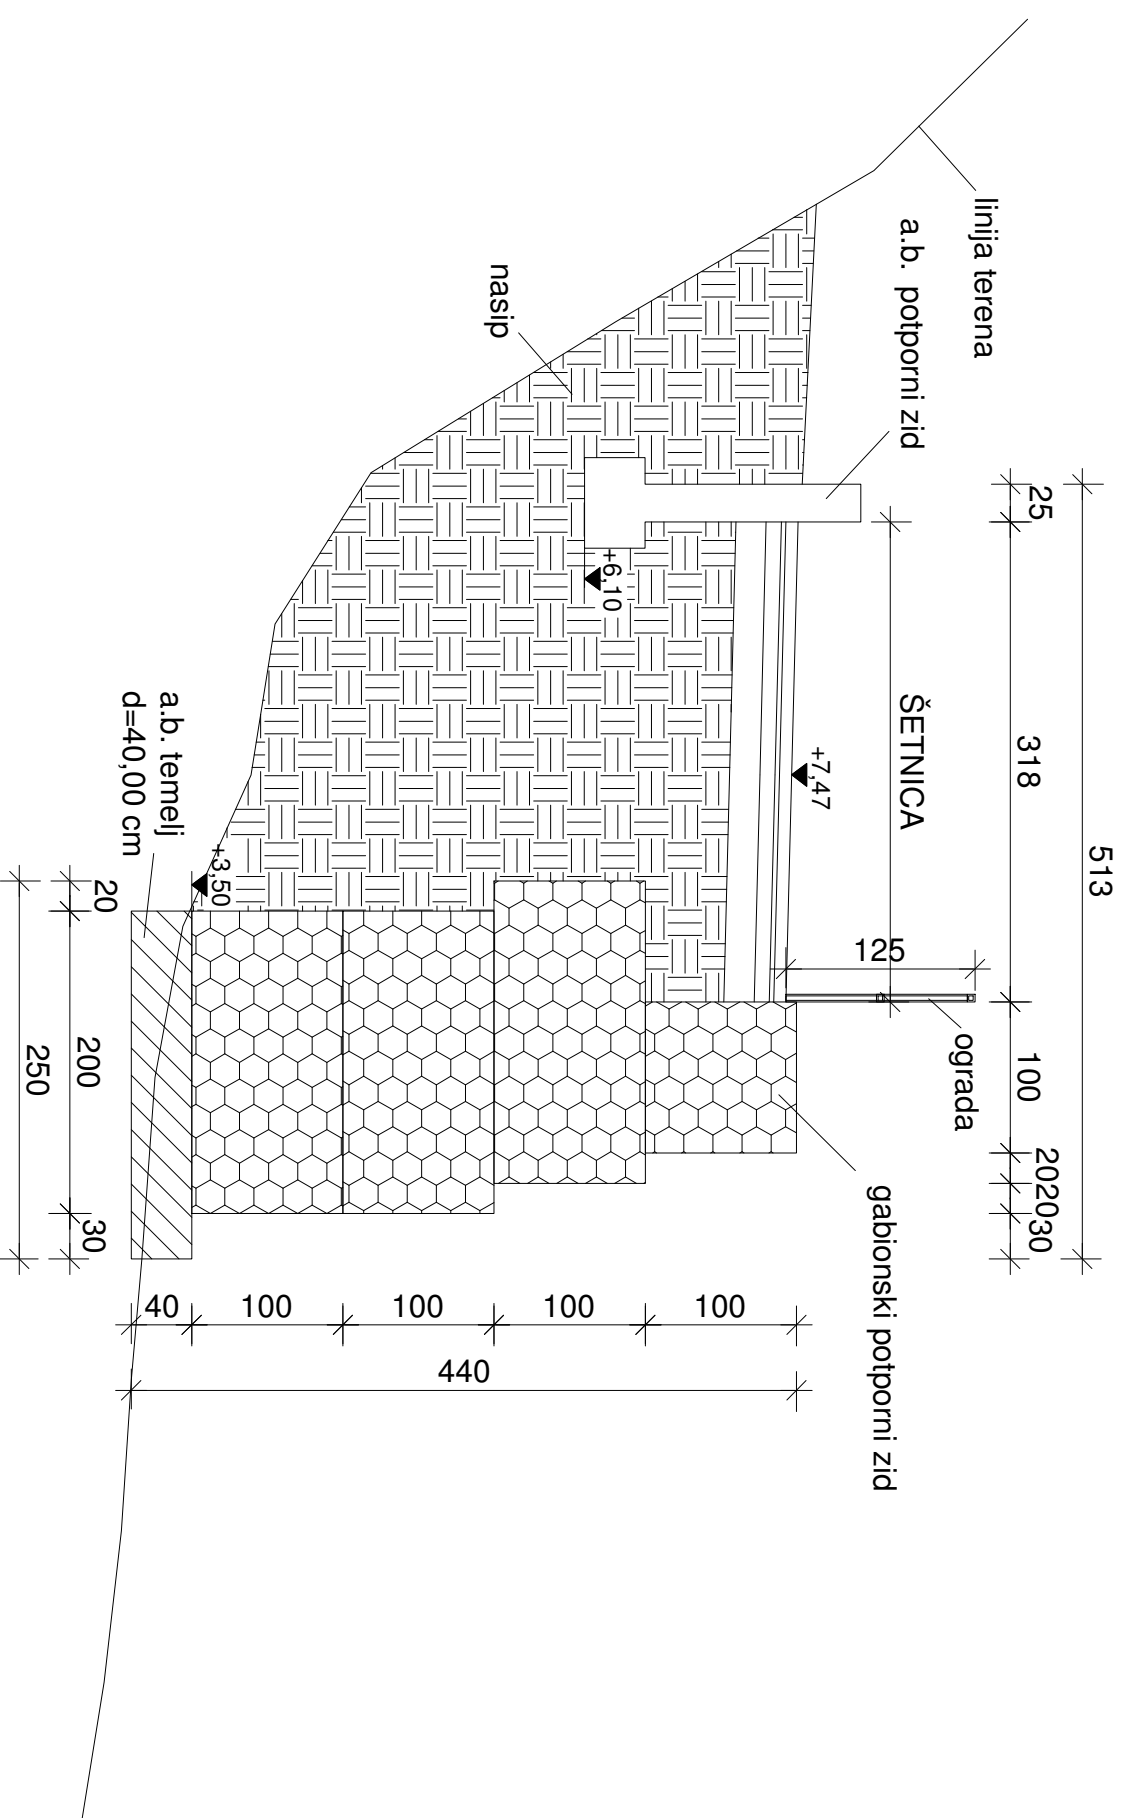 513
25
318
100
20
20
30
linija terena
a.b. potporni zid
ŠETNICA
125
ograda
gabionski potporni zid
+7,47
nasip
+6,10
+3,50
a.b. temelj
d=40,00 cm
20
200
30
250
40
100
100
100
100
440